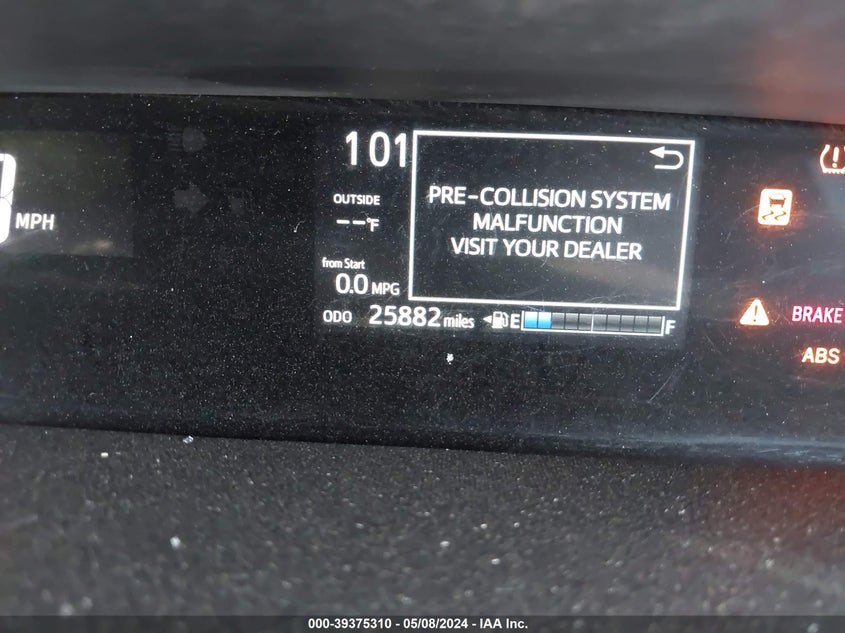 101
MPH
OUTSIDE
--°F
from Start
0.0 MPG
ODO 25882 miles
E F
PRE-COLLISION SYSTEM
MALFUNCTION
VISIT YOUR DEALER
BRAKE
ABS
000-39375310 - 05/08/2024 - IAA Inc.